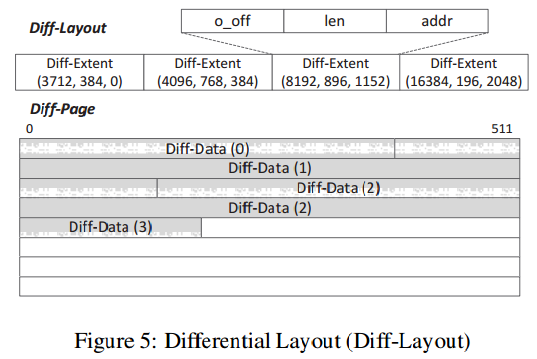 Diff-Layout o_off len addr
Diff-Extent Diff-Extent Diff-Extent Diff-Extent
(3712, 384, 0) (4096, 768, 384) (8192, 896, 1152) (16384, 196, 2048)
Diff-Page
0 511
Diff-Data (0)
Diff-Data (1)
Diff-Data (2)
Diff-Data (2)
Diff-Data (3)
Figure 5: Differential Layout (Diff-Layout)